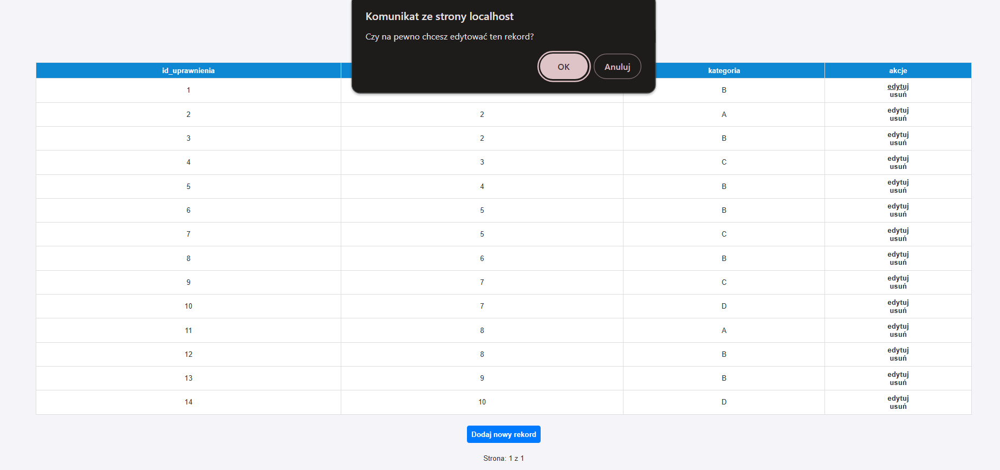 Komunikat ze strony localhost
Czy na pewno chcesz edytować ten rekord?
OK Anuluj
id_uprawnienia kategoria akcje
1 B edytuj
usuń
2 2 A edytuj
usuń
3 2 B edytuj
usuń
4 3 C edytuj
usuń
5 4 B edytuj
usuń
6 5 B edytuj
usuń
7 5 C edytuj
usuń
8 6 B edytuj
usuń
9 7 C edytuj
usuń
10 7 D edytuj
usuń
11 8 A edytuj
usuń
12 8 B edytuj
usuń
13 9 B edytuj
usuń
14 10 D edytuj
usuń
Dodaj nowy rekord
Strona: 1 z 1